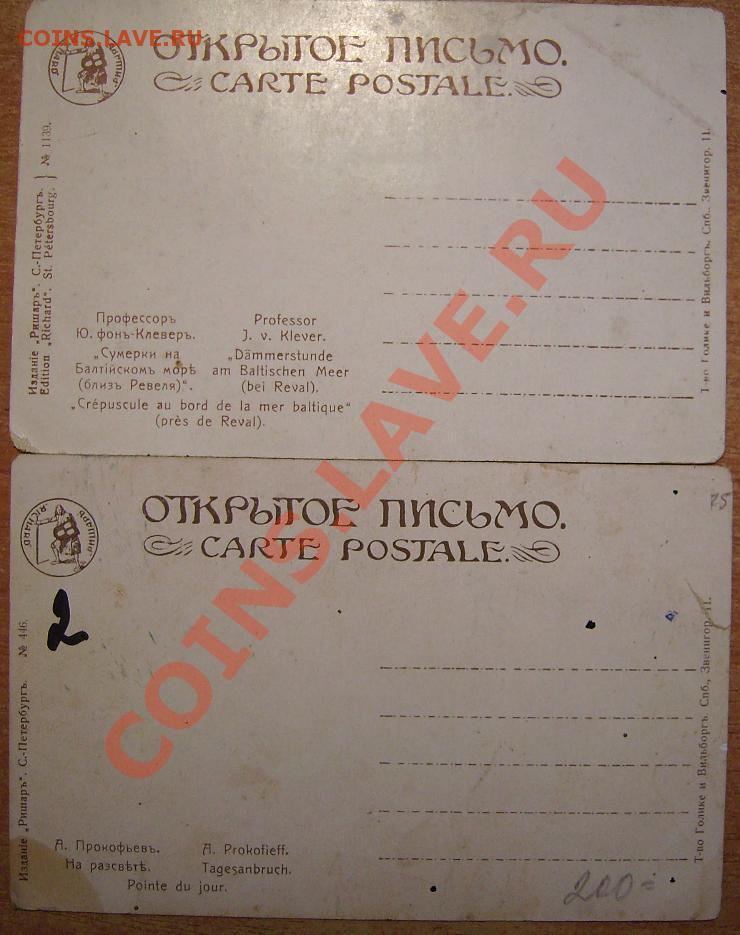 COINS.LAVE.RU
ОТКРЫТОЕ ПИСЬМО.
CARTE POSTALE.
Изданіе „Ришаръ“. С.-Петербургъ.
Edition „Richard“. St. Pétersbourg.
№ 1139.
Профессоръ
Ю. фонъ-Клеверъ.
„Сумерки на
Балтійскомъ морѣ
(близъ Ревеля)“.
Professor
J. v. Klever.
„Dämmerstunde
am Baltischen Meer
(bei Reval).
„Crépuscule au bord de la mer baltique“
(près de Reval).
Т-во Голике и Вильборгъ. Спб., Звенигор. 11.
COINS.LAVE.RU
RICHARD
РИШАРЪ
ОТКРЫТОЕ ПИСЬМО.
CARTE POSTALE.
75
2
Изданіе „Ришаръ“. С.-Петербургъ. № 446.
А. Прокофьевъ.
На разсвѣтѣ.
A. Prokofieff.
Tagesanbruch.
Pointe du jour.
Т-во Голике и Вильборгъ. Спб., Звенигор. 11.
200=